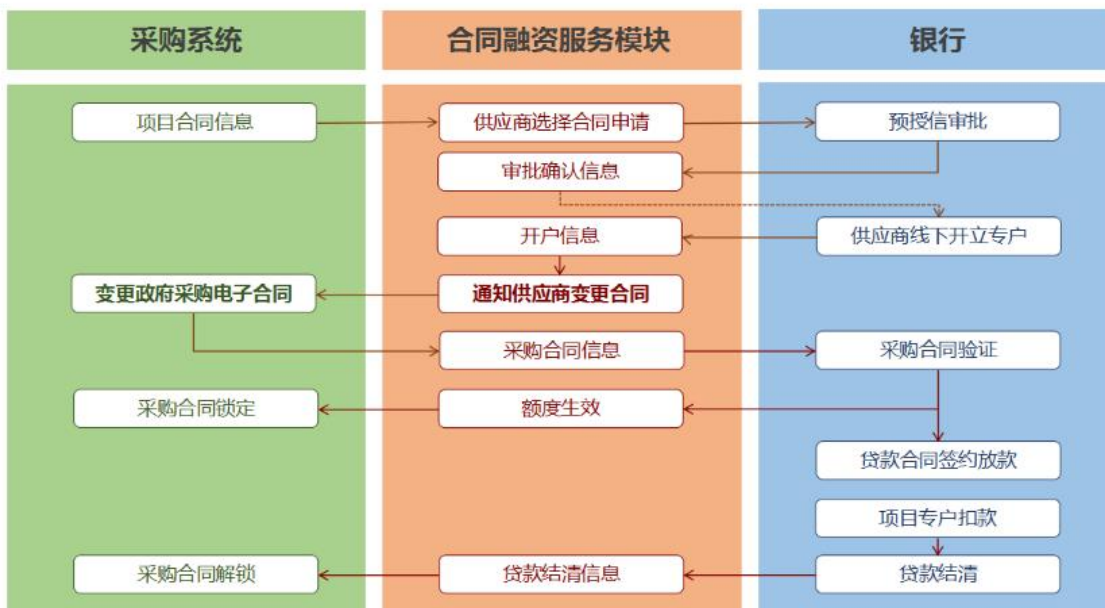 采购系统
合同融资服务模块
银行
项目合同信息
供应商选择合同申请
预授信审批
审批确认信息
开户信息
供应商线下开立专户
变更政府采购电子合同
通知供应商变更合同
采购合同信息
采购合同验证
采购合同锁定
额度生效
贷款合同签约放款
项目专户扣款
采购合同解锁
贷款结清信息
贷款结清